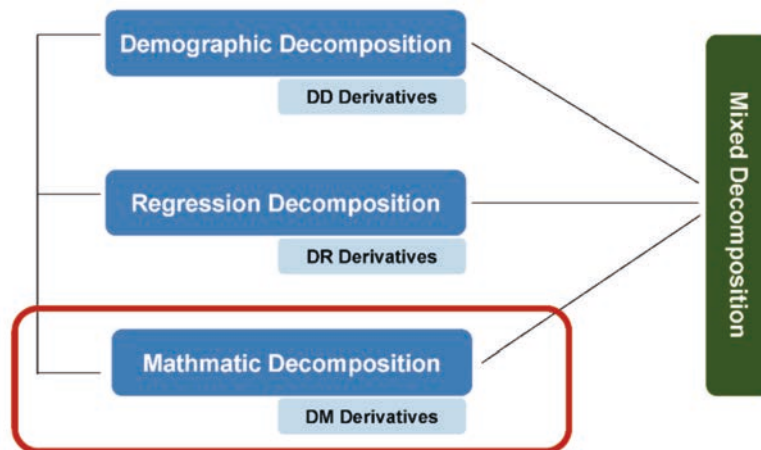 Demographic Decomposition
DD Derivatives
Regression Decomposition
DR Derivatives
Mathmatic Decomposition
DM Derivatives
Mixed Decomposition